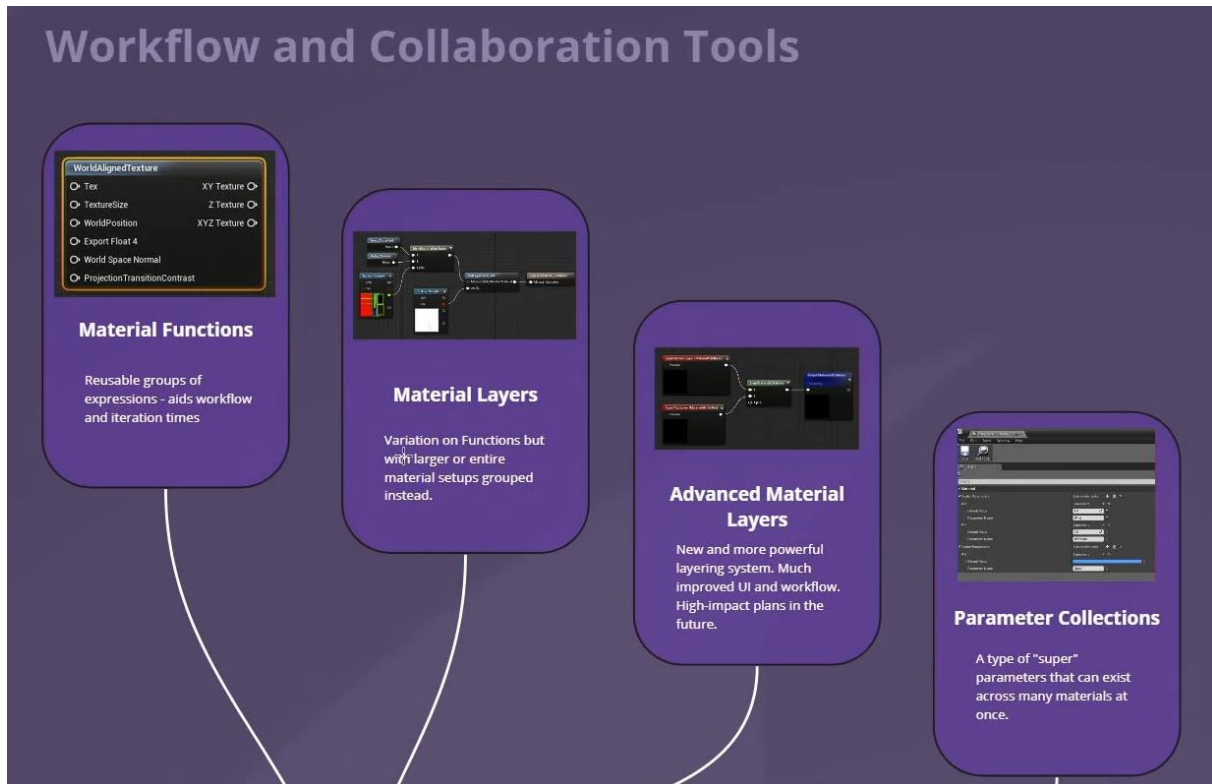 Workflow and Collaboration Tools
WorldAlignedTexture
Tex XY Texture
TextureSize Z Texture
WorldPosition XYZ Texture
Export Float 4
World Space Normal
ProjectionTransitionContrast
Material Functions
Reusable groups of
expressions - aids workflow
and iteration times
Material Layers
Variation on Functions but
with larger or entire
material setups grouped
instead.
Advanced Material
Layers
New and more powerful
layering system. Much
improved UI and workflow.
High-impact plans in the
future.
Parameter Collections
A type of "super"
parameters that can exist
across many materials at
once.